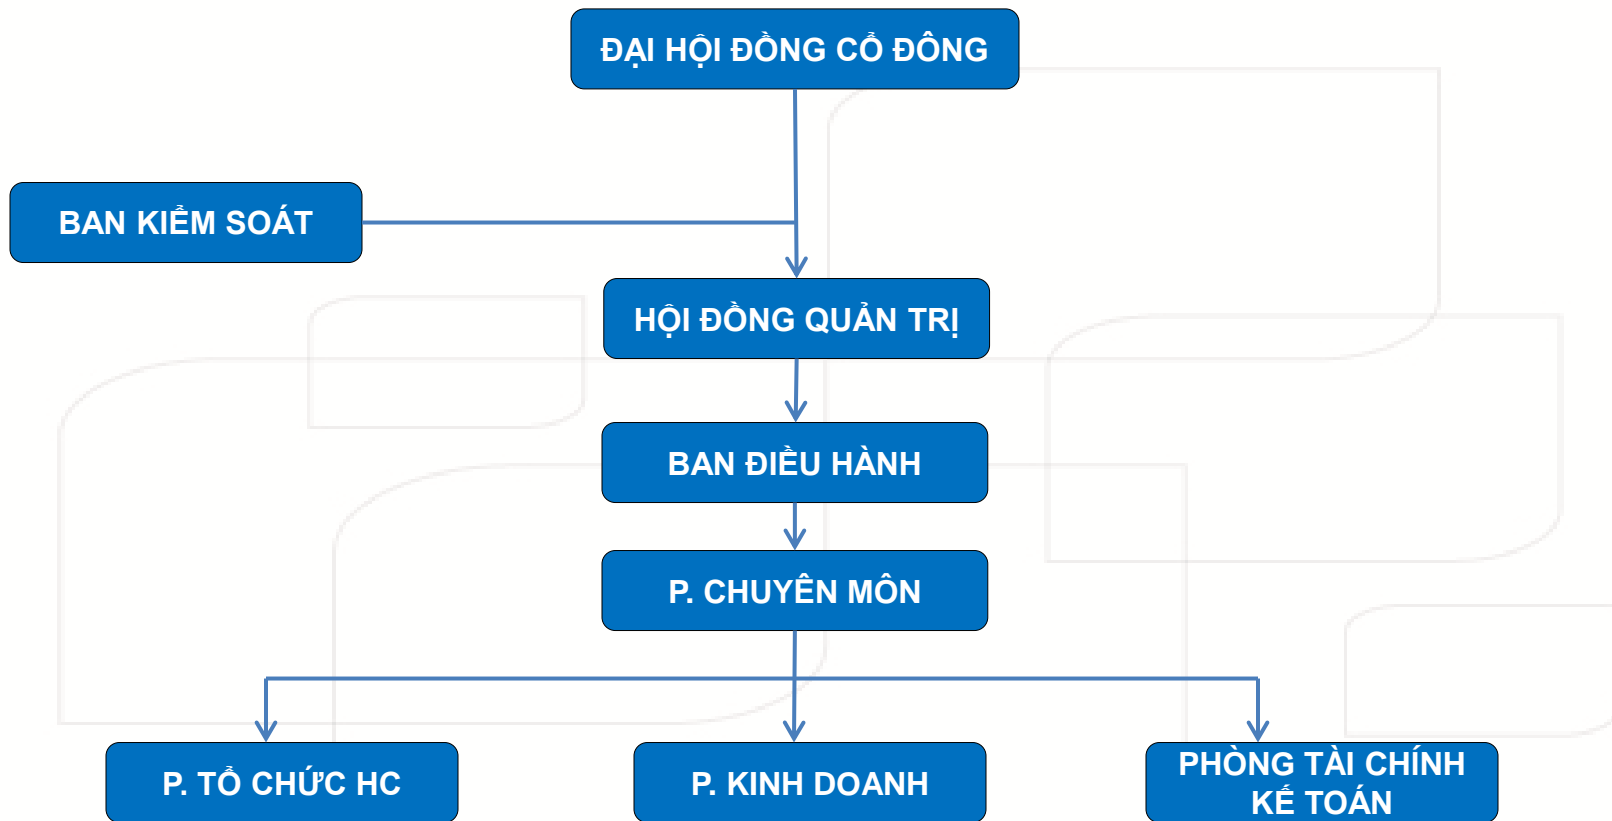 ĐẠI HỘI ĐỒNG CỔ ĐÔNG
BAN KIỂM SOÁT
HỘI ĐỒNG QUẢN TRỊ
BAN ĐIỀU HÀNH
P. CHUYÊN MÔN
P. TỔ CHỨC HC
P. KINH DOANH
PHÒNG TÀI CHÍNH
KẾ TOÁN